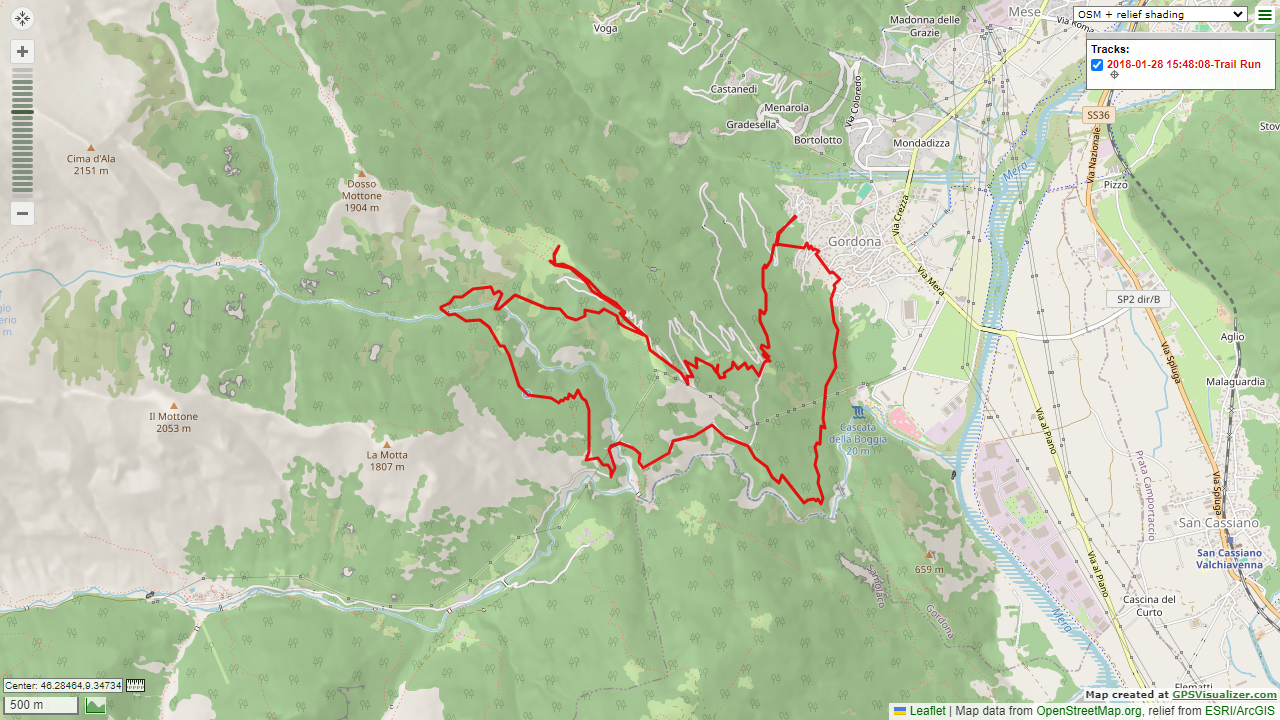 OSM + relief shading
Tracks:
2018-01-28 15:48:08-Trail Run
Voga
Madonna delle
Grazie
Mese
Via Roma
Castanedi
Menarola
Gradesella
Bortolotto
Via Coloredo
Mondadizza
SS36
Via Nazionale
Mera
Pizzo
Stov
Cima d'Ala
2151 m
Dosso
Mottone
1904 m
Gordona
Via Crezza
Via Mera
SP2 dir/B
gio
erio
m
Aglio
Via Spluga
Malaguardia
Il Mottone
2053 m
La Motta
1807 m
Cascata
della Boggia
20 m
Via al Piano
Prata Camportaccio
Via Spluga
San Cassiano
San Cassiano
Valchiavenna
659 m
Samolaco
Gordona
Via al Piano
Mera
Cascina del
Curto
Center: 46.28464,9.34734
500 m
Map created at GPSVisualizer.com
Leaflet | Map data from OpenStreetMap.org, relief from ESRI/ArcGIS